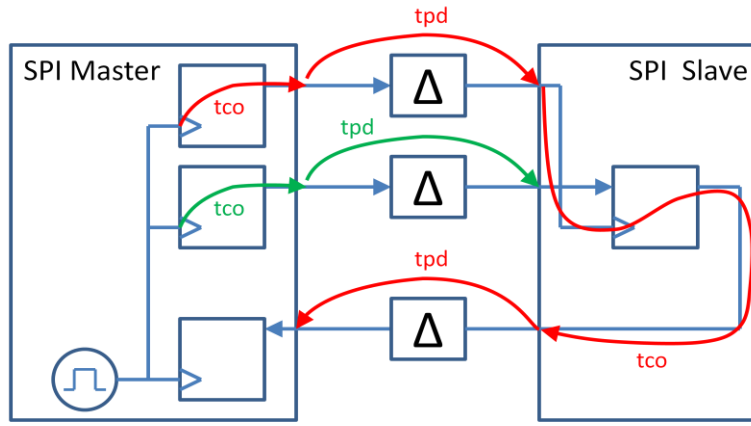 tpd
SPI Master
SPI Slave
Δ
tco
tpd
Δ
tco
tpd
Δ
tco